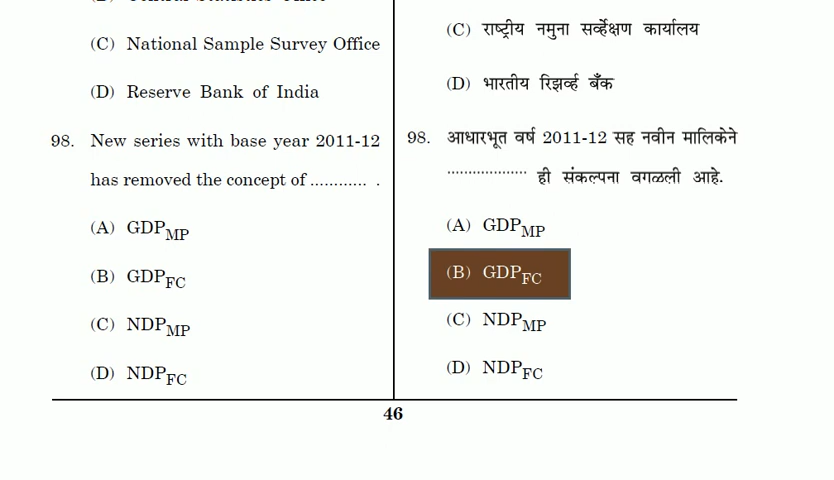 (C) National Sample Survey Office
(D) Reserve Bank of India
98. New series with base year 2011-12
has removed the concept of ............ .
(A) GDPMP
(B) GDPFC
(C) NDPMP
(D) NDPFC
(C) राष्ट्रीय नमुना सर्व्हेक्षण कार्यालय
(D) भारतीय रिझर्व्ह बँक
98. आधारभूत वर्ष 2011-12 सह नवीन मालिकेने
................... ही संकल्पना वगळली आहे.
(A) GDPMP
(B) GDPFC
(C) NDPMP
(D) NDPFC
46